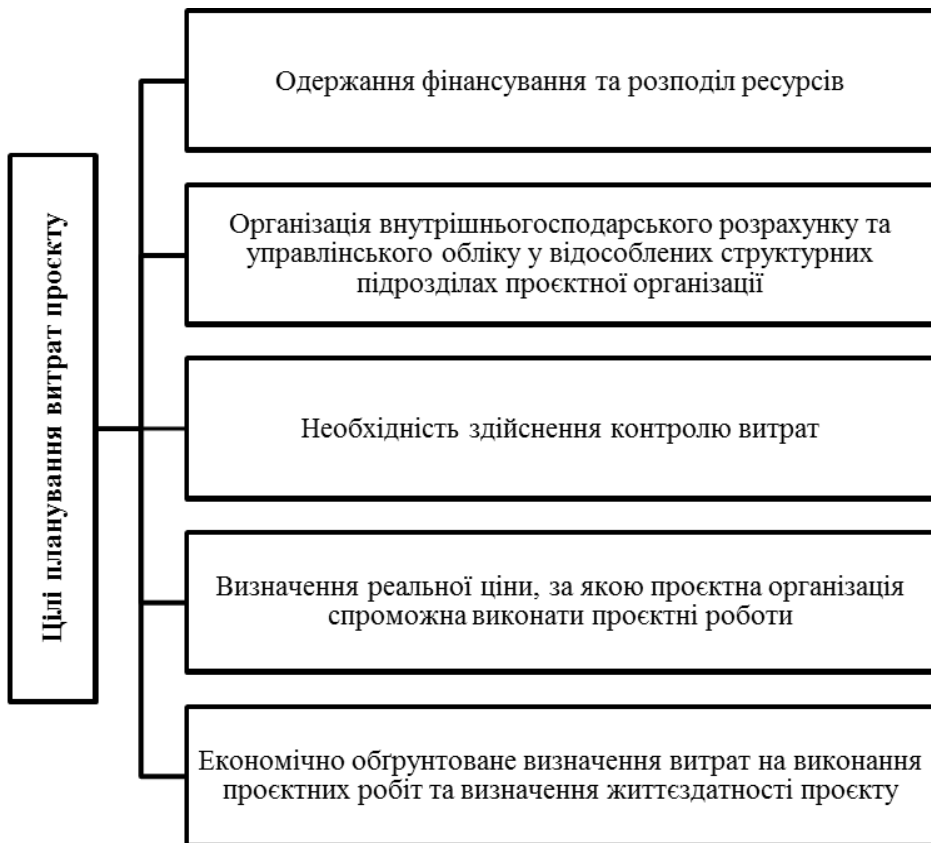 Цілі планування витрат проєкту
Одержання фінансування та розподіл ресурсів
Організація внутрішньогосподарського розрахунку та
управлінського обліку у відособлених структурних
підрозділах проєктної організації
Необхідність здійснення контролю витрат
Визначення реальної ціни, за якою проєктна організація
спроможна виконати проєктні роботи
Економічно обґрунтоване визначення витрат на виконання
проєктних робіт та визначення життєздатності проєкту